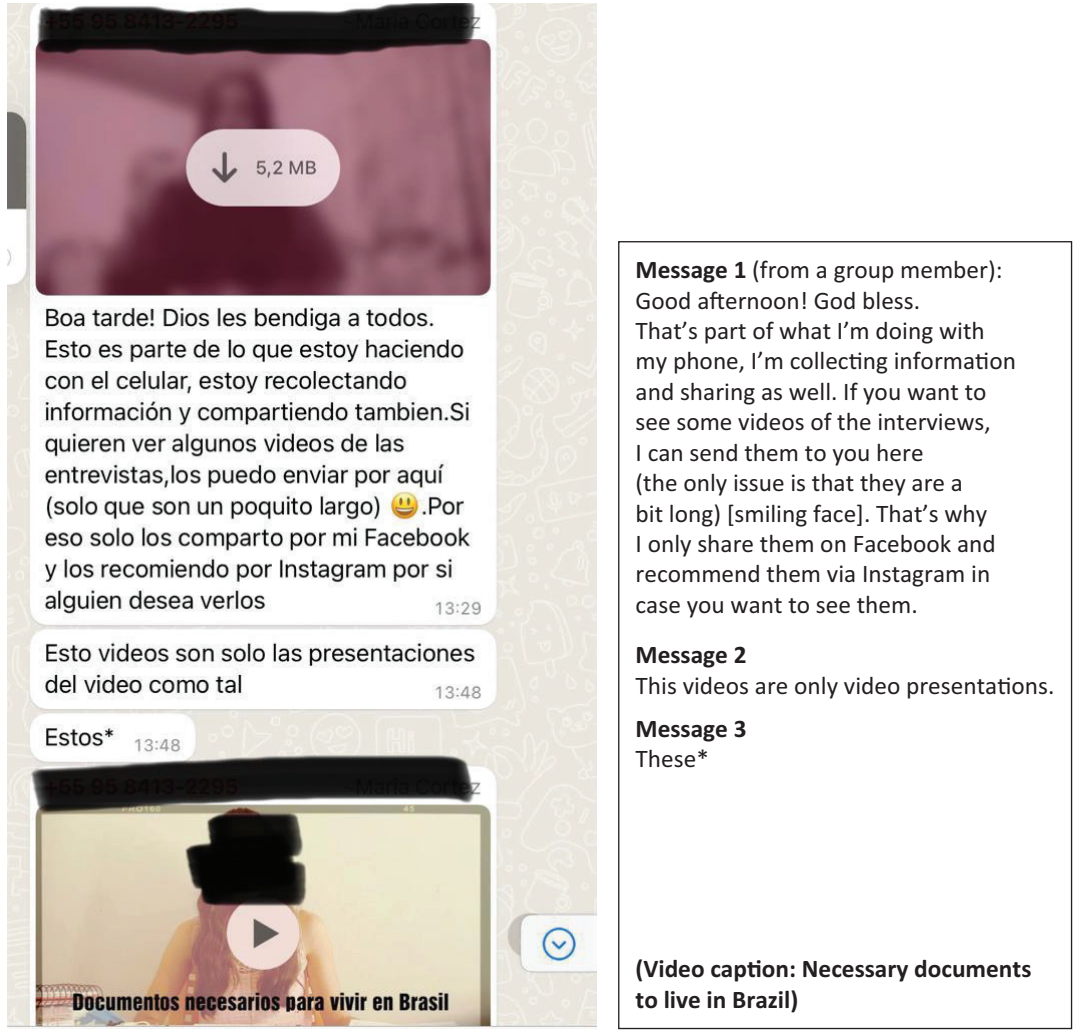 5,2 MB
Boa tarde! Dios les bendiga a todos.
Esto es parte de lo que estoy haciendo
con el celular, estoy recolectando
información y compartiendo tambien.Si
quieren ver algunos videos de las
entrevistas,los puedo enviar por aquí
(solo que son un poquito largo) 😃.Por
eso solo los comparto por mi Facebook
y los recomiendo por Instagram por si
alguien desea verlos
13:29
Esto videos son solo las presentaciones
del video como tal
13:48
Estos* 13:48
Documentos necesarios para vivir en Brasil
Message 1 (from a group member):
Good afternoon! God bless.
That’s part of what I’m doing with
my phone, I’m collecting information
and sharing as well. If you want to
see some videos of the interviews,
I can send them to you here
(the only issue is that they are a
bit long) [smiling face]. That’s why
I only share them on Facebook and
recommend them via Instagram in
case you want to see them.
Message 2
This videos are only video presentations.
Message 3
These*
(Video caption: Necessary documents
to live in Brazil)